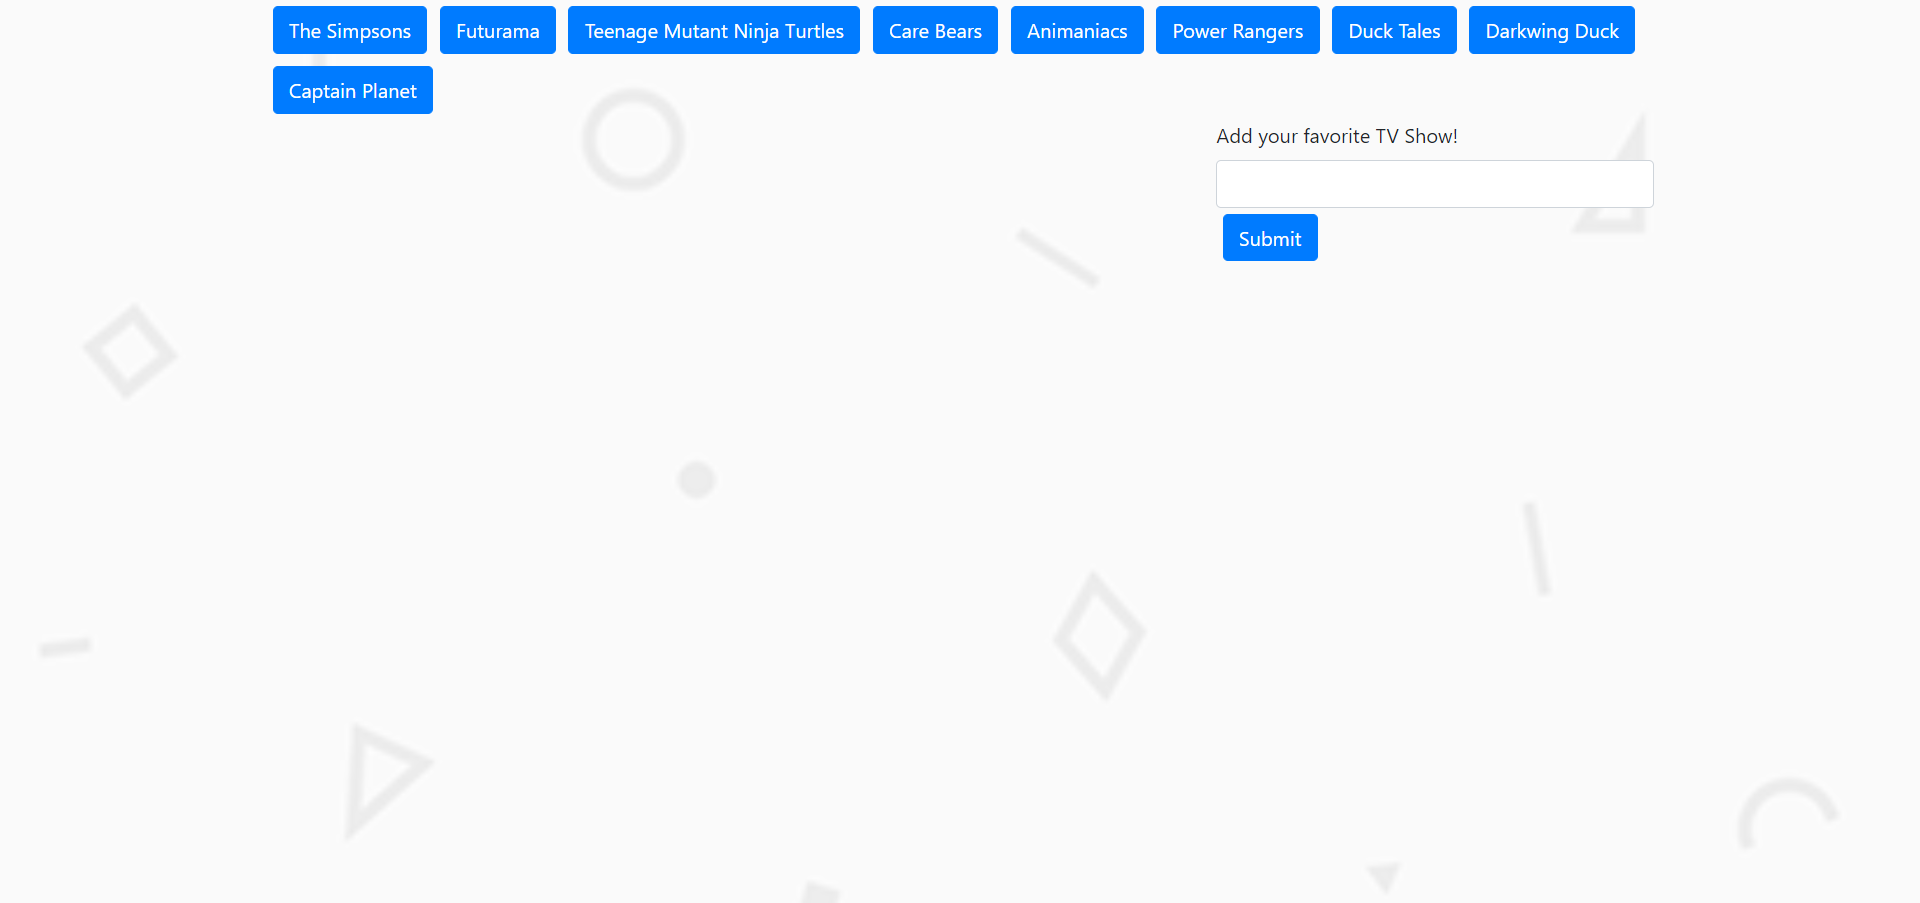 The Simpsons Futurama Teenage Mutant Ninja Turtles Care Bears Animaniacs Power Rangers Duck Tales Darkwing Duck
Captain Planet
Add your favorite TV Show!
Submit